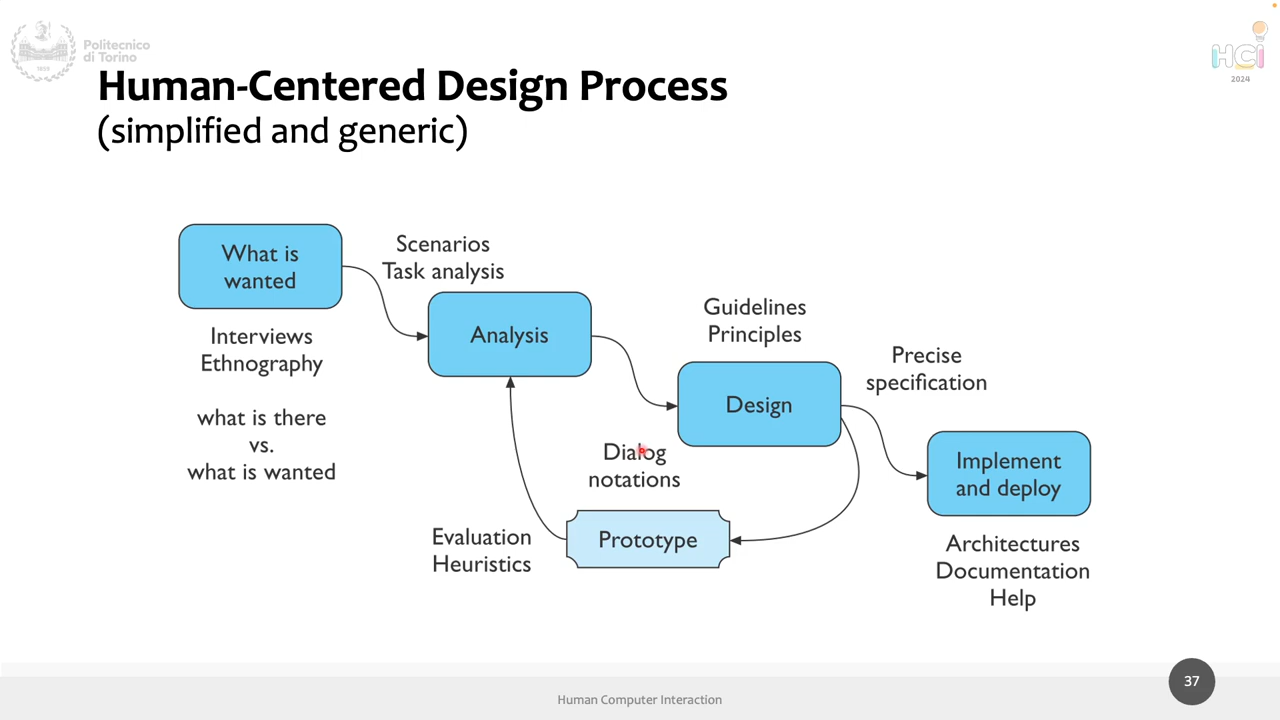 Politecnico
di Torino
1859
HCI
2024
Human-Centered Design Process
(simplified and generic)
What is
wanted
Interviews
Ethnography
what is there
vs.
what is wanted
Scenarios
Task analysis
Analysis
Guidelines
Principles
Design
Precise
specification
Implement
and deploy
Architectures
Documentation
Help
Dialog
notations
Prototype
Evaluation
Heuristics
Human Computer Interaction
37